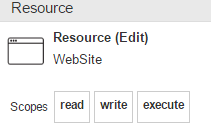 Resource
Resource (Edit)
WebSite
Scopes read write execute